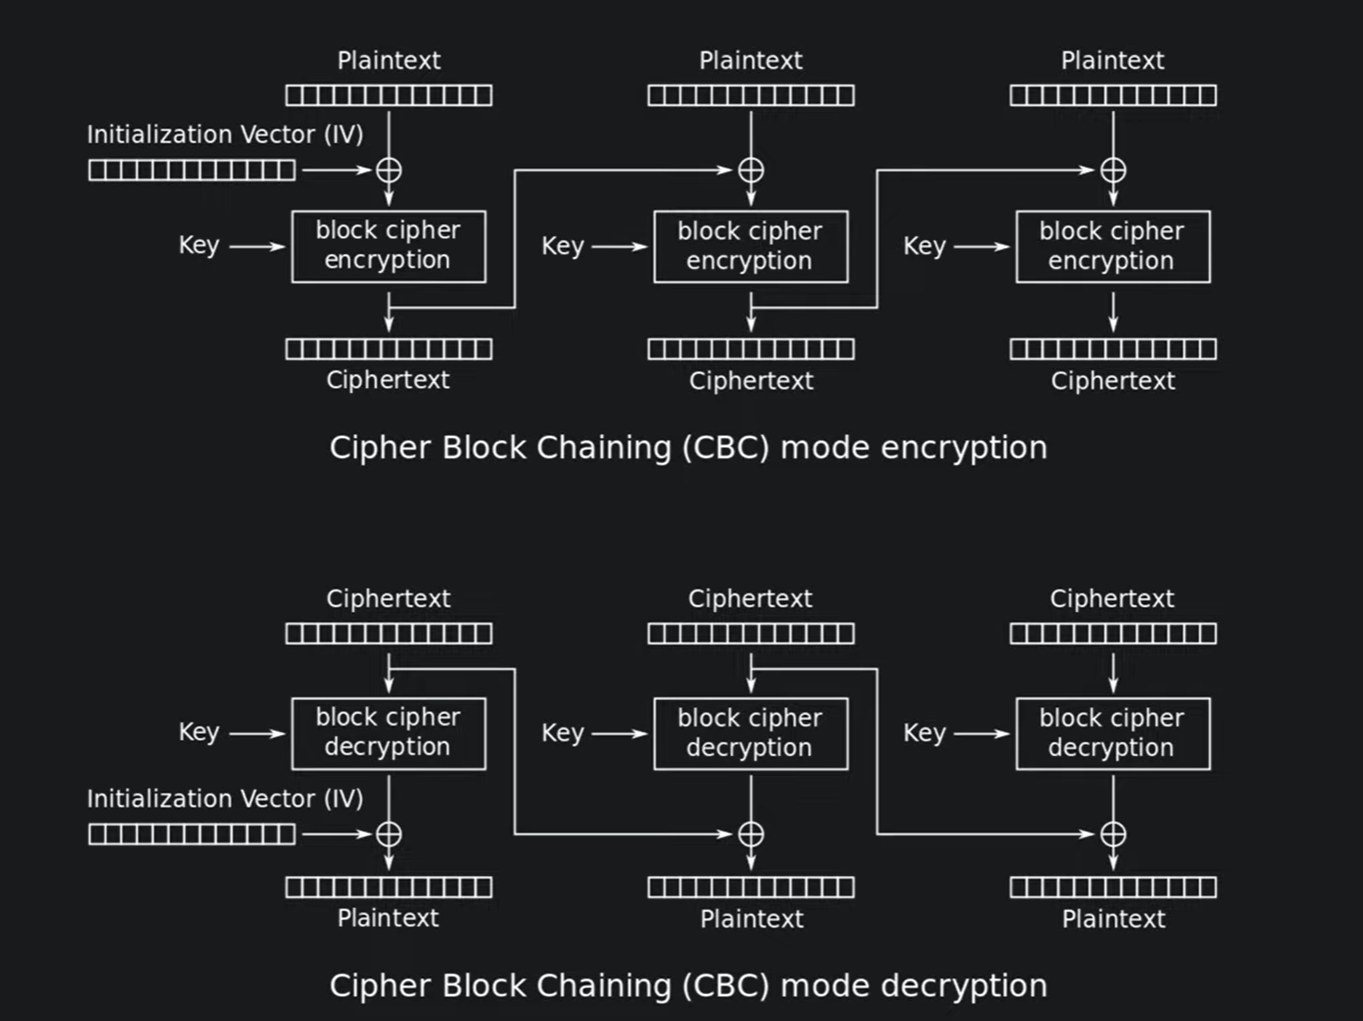 Plaintext
Plaintext
Plaintext
Initialization Vector (IV)
Key
block cipher
encryption
Key
block cipher
encryption
Key
block cipher
encryption
Ciphertext
Ciphertext
Ciphertext
Cipher Block Chaining (CBC) mode encryption
Ciphertext
Ciphertext
Ciphertext
Key
block cipher
decryption
Key
block cipher
decryption
Key
block cipher
decryption
Initialization Vector (IV)
Plaintext
Plaintext
Plaintext
Cipher Block Chaining (CBC) mode decryption